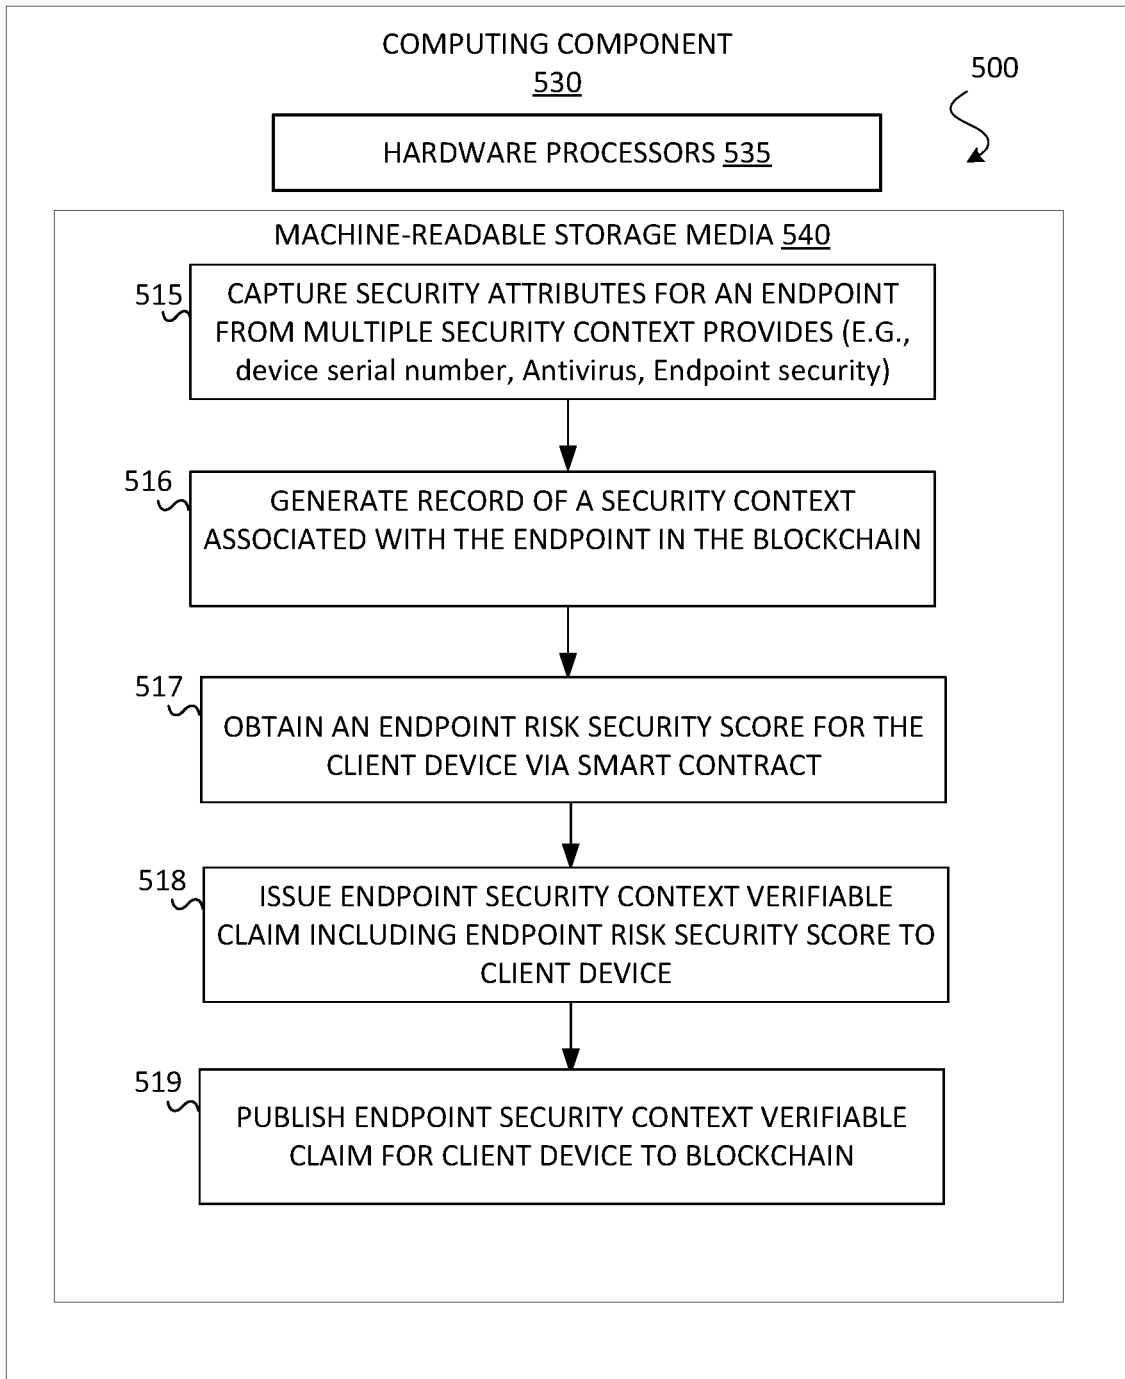 COMPUTING COMPONENT
530
500
HARDWARE PROCESSORS 535
MACHINE-READABLE STORAGE MEDIA 540
515
CAPTURE SECURITY ATTRIBUTES FOR AN ENDPOINT
FROM MULTIPLE SECURITY CONTEXT PROVIDES (E.G.,
device serial number, Antivirus, Endpoint security)
516
GENERATE RECORD OF A SECURITY CONTEXT
ASSOCIATED WITH THE ENDPOINT IN THE BLOCKCHAIN
517
OBTAIN AN ENDPOINT RISK SECURITY SCORE FOR THE
CLIENT DEVICE VIA SMART CONTRACT
518
ISSUE ENDPOINT SECURITY CONTEXT VERIFIABLE
CLAIM INCLUDING ENDPOINT RISK SECURITY SCORE TO
CLIENT DEVICE
519
PUBLISH ENDPOINT SECURITY CONTEXT VERIFIABLE
CLAIM FOR CLIENT DEVICE TO BLOCKCHAIN